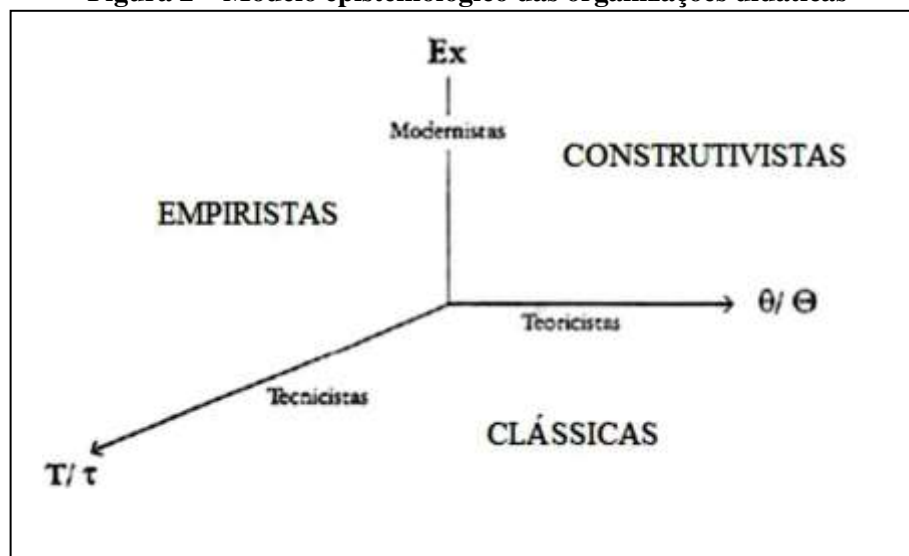 Figura 2 – Modelo epistemológico das organizações didáticas
Ex
Modernistas
CONSTRUTIVISTAS
EMPIRISTAS
θ/ Θ
Teoricistas
Tecnicistas
CLÁSSICAS
T/ τ